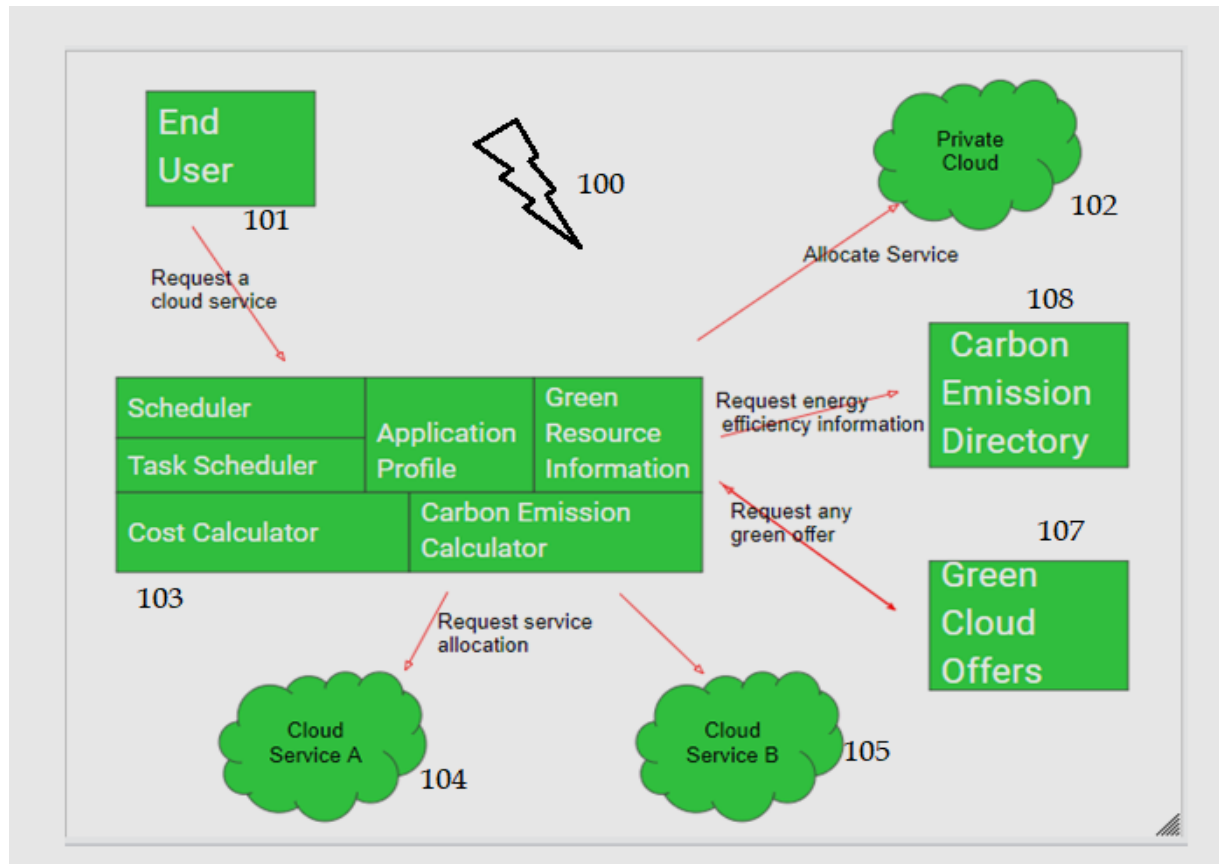 End
User
101
100
Private
Cloud
102
Request a
cloud service
Allocate Service
108
Carbon
Emission
Directory
Scheduler
Task Scheduler
Application
Profile
Green
Resource
Information
Cost Calculator
Carbon Emission
Calculator
103
Request energy
efficiency information
Request any
green offer
107
Green
Cloud
Offers
Request service
allocation
Cloud
Service A
104
Cloud
Service B
105